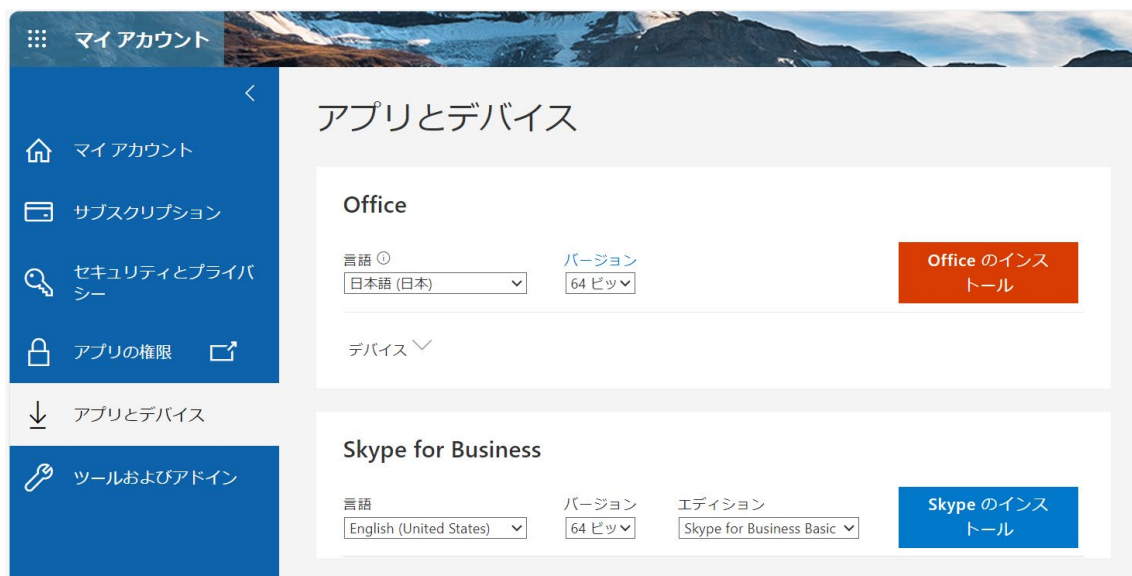 マイ アカウント
アプリとデバイス
マイ アカウント
サブスクリプション
セキュリティとプライバ
シー
アプリの権限
アプリとデバイス
ツールおよびアドイン
Office
言語 バージョン
日本語 (日本) 64 ビッ
Office のインス
トール
デバイス
Skype for Business
言語 バージョン エディション
English (United States) 64 ビッ Skype for Business Basic
Skype のインス
トール